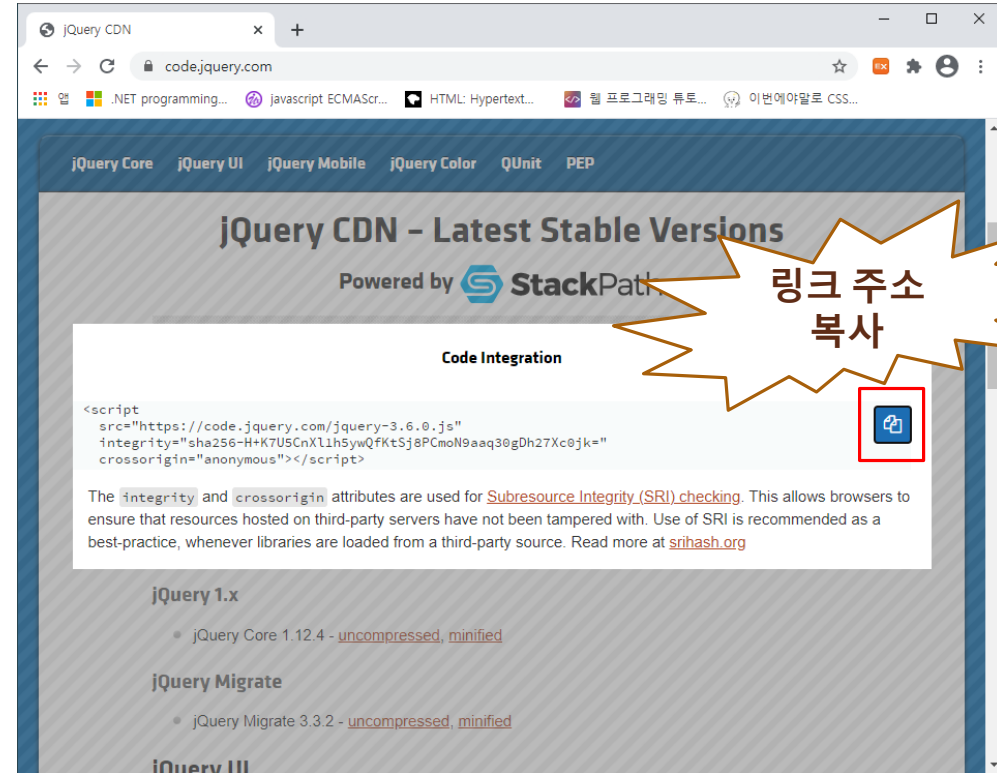 jQuery CDN
code.jquery.com
앱 .NET programming... javascript ECMAScr... HTML: Hypertext... 웹 프로그래밍 튜토... 이번에야말로 CSS...
jQuery Core jQuery UI jQuery Mobile jQuery Color QUnit PEP
jQuery CDN – Latest Stable Versions
Powered by StackPath
링크 주소
복사
Code Integration
<script
src="https://code.jquery.com/jquery-3.6.0.js"
integrity="sha256-H+K7U5CnXl1h5ywQfKtSj8PCmoN9aaq30gDh27Xc0jk="
crossorigin="anonymous"></script>
The integrity and crossorigin attributes are used for Subresource Integrity (SRI) checking. This allows browsers to
ensure that resources hosted on third-party servers have not been tampered with. Use of SRI is recommended as a
best-practice, whenever libraries are loaded from a third-party source. Read more at srihash.org
jQuery 1.x
jQuery Core 1.12.4 - uncompressed, minified
jQuery Migrate
jQuery Migrate 3.3.2 - uncompressed, minified
jQuery UI